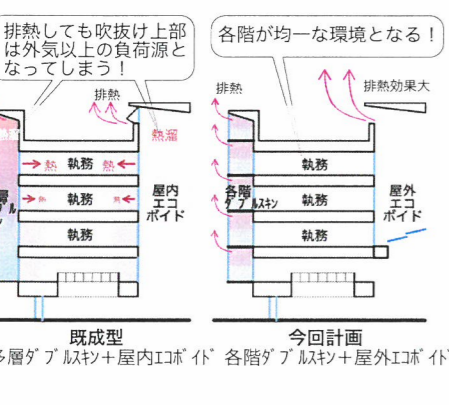 排熱しても吹抜け上部
は外気以上の負荷源と
なってしまう!
各階が均一な環境となる!
排熱
排熱
排熱効果大
熱溜
熱
執務
熱
熱
執務
熱
執務
屋内
エコ
ボイド
執務
各階
ダブルスキン
執務
執務
屋外
エコ
ボイド
既成型
多層ダブルスキン+屋内エコボイド
今回計画
各階ダブルスキン+屋外エコボイド